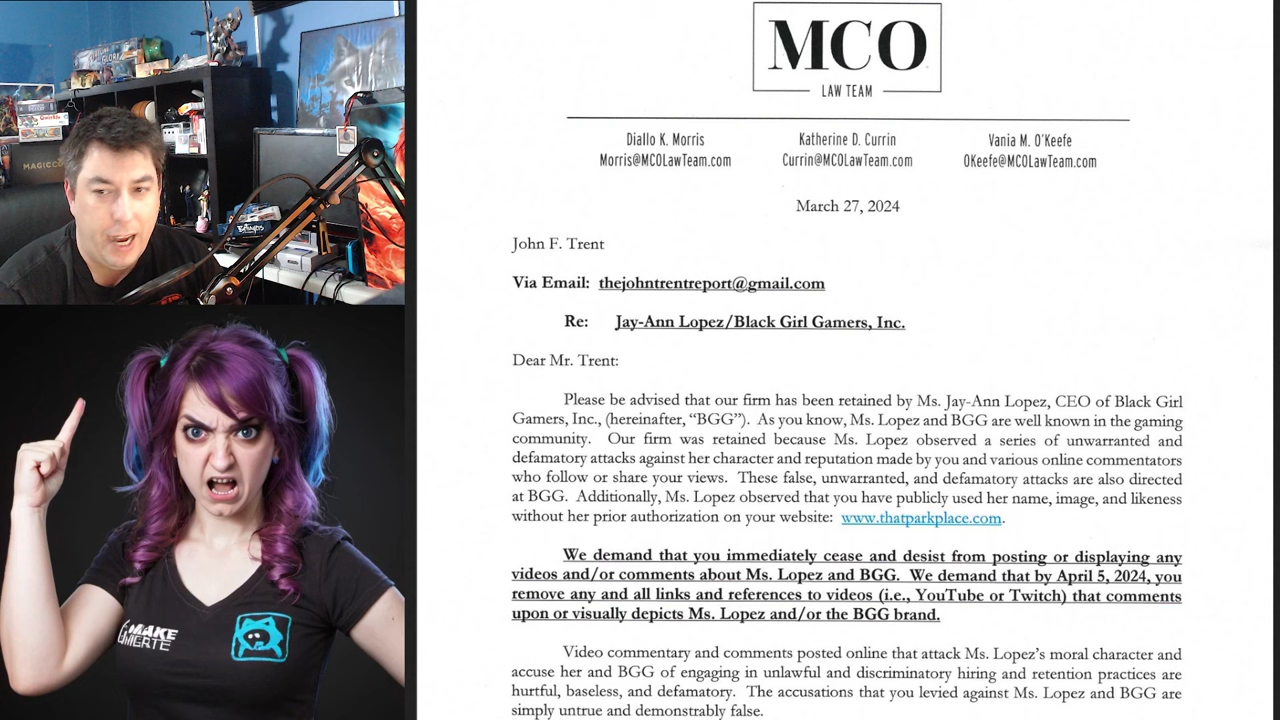 MCO
LAW TEAM
Diallo K. Morris
Morris@MCOLawTeam.com
Katherine D. Currin
Currin@MCOLawTeam.com
Vania M. O'Keefe
OKeefe@MCOLawTeam.com
March 27, 2024
John F. Trent
Via Email: thejohntrentreport@gmail.com
Re: Jay-Ann Lopez/Black Girl Gamers, Inc.
Dear Mr. Trent:
Please be advised that our firm has been retained by Ms. Jay-Ann Lopez, CEO of Black Girl
Gamers, Inc., (hereinafter, “BGG”). As you know, Ms. Lopez and BGG are well known in the gaming
community. Our firm was retained because Ms. Lopez observed a series of unwarranted and
defamatory attacks against her character and reputation made by you and various online commentators
who follow or share your views. These false, unwarranted, and defamatory attacks are also directed
at BGG. Additionally, Ms. Lopez observed that you have publicly used her name, image, and likeness
without her prior authorization on your website: www.thatparkplace.com.
We demand that you immediately cease and desist from posting or displaying any
videos and/or comments about Ms. Lopez and BGG. We demand that by April 5, 2024, you
remove any and all links and references to videos (i.e., YouTube or Twitch) that comments
upon or visually depicts Ms. Lopez and/or the BGG brand.
Video commentary and comments posted online that attack Ms. Lopez’s moral character and
accuse her and BGG of engaging in unlawful and discriminatory hiring and retention practices are
hurtful, baseless, and defamatory. The accusations that you levied against Ms. Lopez and BGG are
simply untrue and demonstrably false.
GLORY
Qwirkle
MAGIC
MAKE